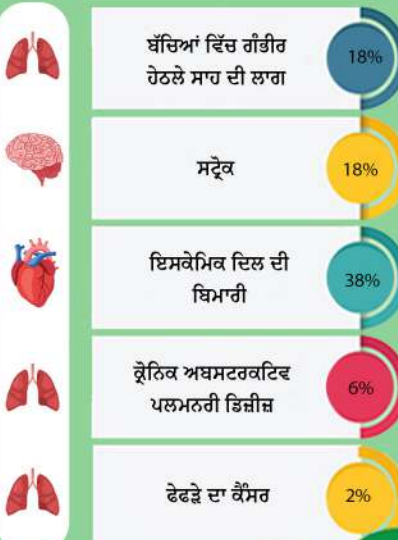 ਬੱਚਿਆਂ ਵਿੱਚ ਗੰਭੀਰ
ਹੇਠਲੇ ਸਾਹ ਦੀ ਲਾਗ
18%
ਸਟ੍ਰੋਕ
18%
ਇਸਕੇਮਿਕ ਦਿਲ ਦੀ
ਬਿਮਾਰੀ
38%
ਕ੍ਰੋਨਿਕ ਅਬਸਟਰਕਟਿਵ
ਪਲਮਨਰੀ ਡਿਜ਼ੀਜ਼
6%
ਫੇਫੜੇ ਦਾ ਕੈਂਸਰ
2%